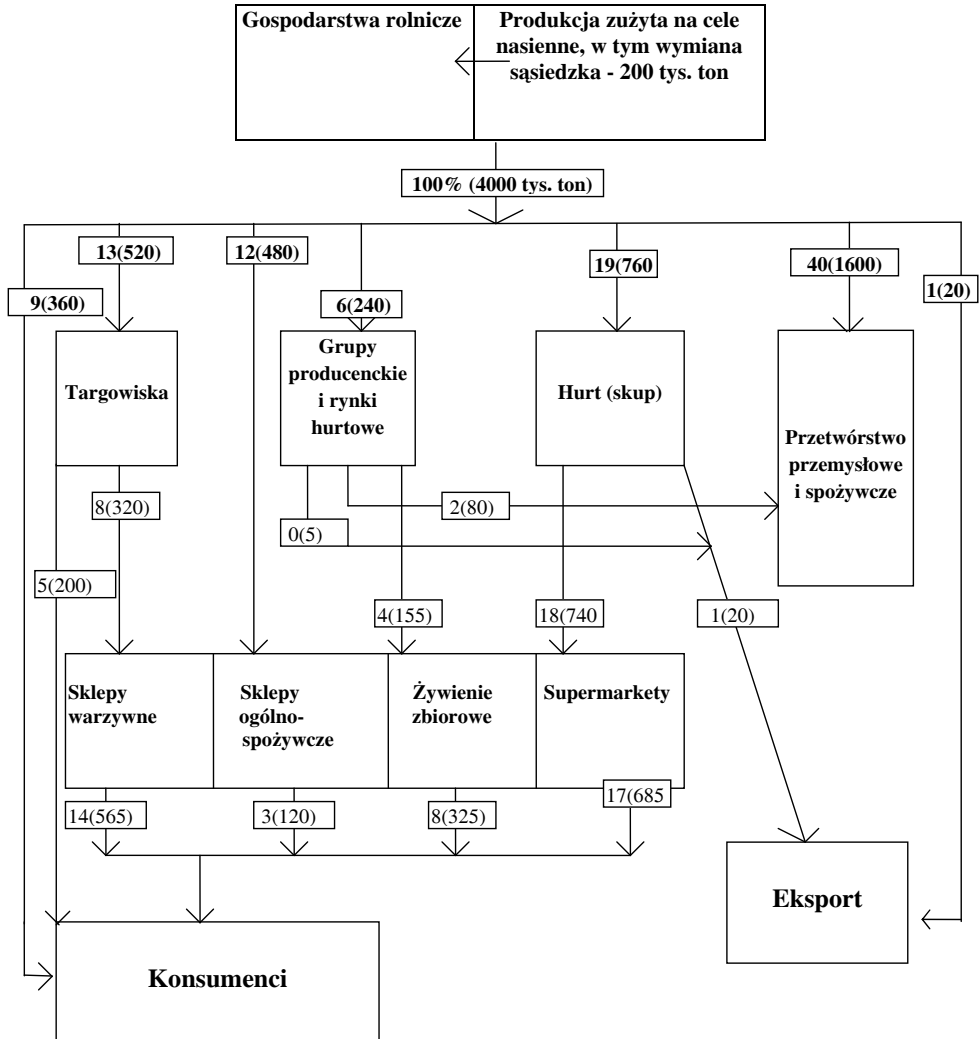 Gospodarstwa rolnicze
Produkcja zużyta na cele
nasienne, w tym wymiana
sąsiedzka - 200 tys. ton
100% (4000 tys. ton)
13(520)
12(480)
19(760
40(1600)
9(360)
6(240)
1(20)
Targowiska
Grupy
producenckie
i rynki
hurtowe
Hurt (skup)
Przetwórstwo
przemysłowe
i spożywcze
8(320)
2(80)
0(5)
5(200)
4(155)
18(740
1(20)
Sklepy
warzywne
Sklepy
ogólno-
spożywcze
Żywienie
zbiorowe
Supermarkety
14(565)
3(120)
8(325)
17(685
Eksport
Konsumenci